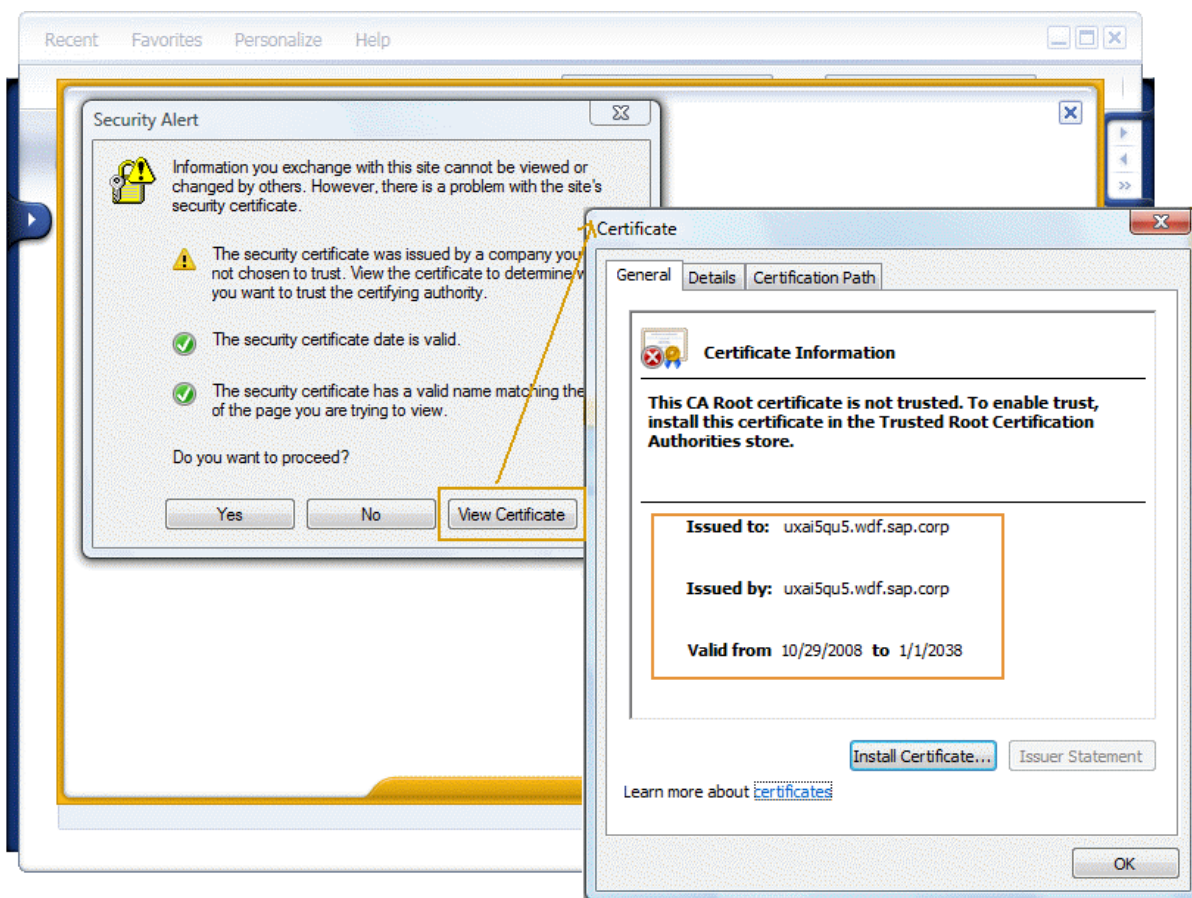 Recent Favorites Personalize Help
Security Alert
Information you exchange with this site cannot be viewed or
changed by others. However, there is a problem with the site's
security certificate.
The security certificate was issued by a company you
not chosen to trust. View the certificate to determine
you want to trust the certifying authority.
The security certificate date is valid.
The security certificate has a valid name matching the
of the page you are trying to view.
Do you want to proceed?
Yes No View Certificate
Certificate
General Details Certification Path
Certificate Information
This CA Root certificate is not trusted. To enable trust,
install this certificate in the Trusted Root Certification
Authorities store.
Issued to: uxai5qu5.wdf.sap.corp
Issued by: uxai5qu5.wdf.sap.corp
Valid from 10/29/2008 to 1/1/2038
Install Certificate... Issuer Statement
Learn more about certificates
OK